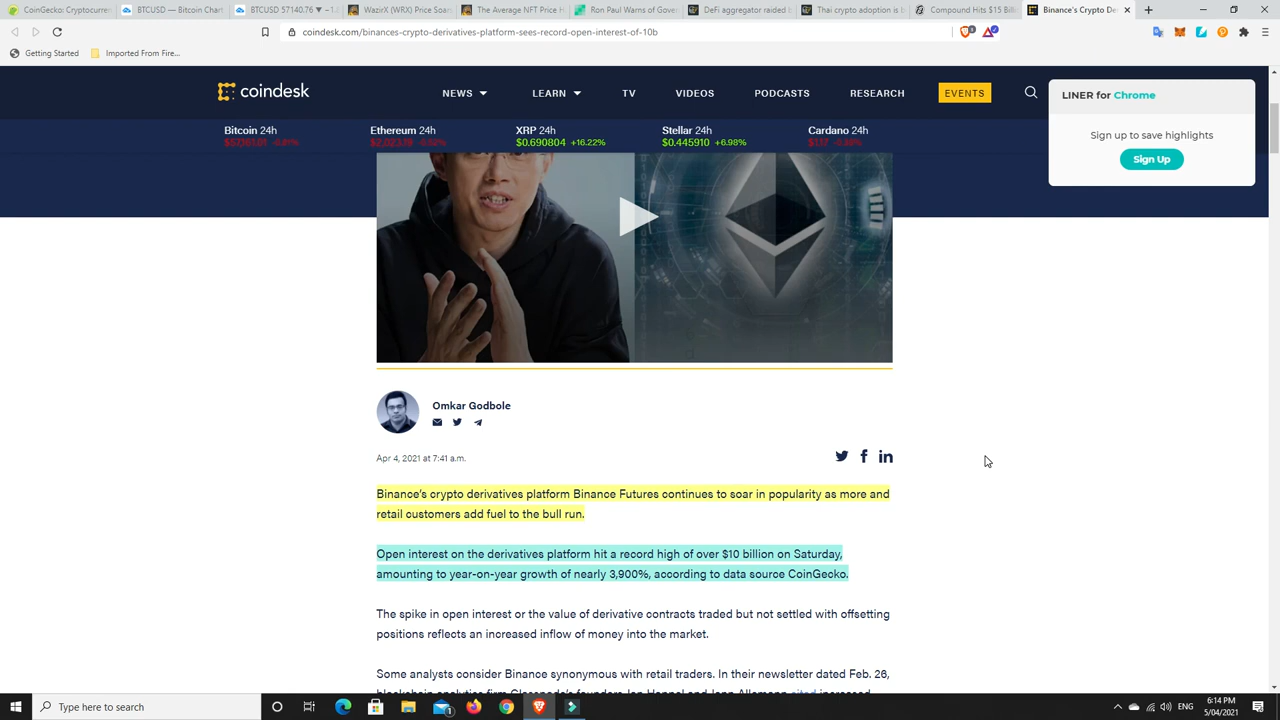 CoinGecko: Cryptocurren
BTCUSD — Bitcoin Chart
BTCUSD 57140.76 ▼ −1.
WazirX (WRX) Price Soar
The Average NFT Price H
Ron Paul Warns of Gove
DeFi aggregator raided b
Thai crypto adoption is b
Compound Hits $15 Bill
Binance's Crypto De
coindesk.com/binances-crypto-derivatives-platform-sees-record-open-interest-of-10b
Getting Started
Imported From Fire...
coindesk
NEWS
LEARN
TV
VIDEOS
PODCASTS
RESEARCH
EVENTS
LINER for Chrome
Sign up to save highlights
Sign Up
Bitcoin 24h
Ethereum 24h
XRP 24h
Stellar 24h
Cardano 24h
$0.690804 +16.22%
$0.445910 +6.98%
Omkar Godbole
Apr 4, 2021 at 7:41 a.m.
Binance's crypto derivatives platform Binance Futures continues to soar in popularity as more and
retail customers add fuel to the bull run.
Open interest on the derivatives platform hit a record high of over $10 billion on Saturday,
amounting to year-on-year growth of nearly 3,900%, according to data source CoinGecko.
The spike in open interest or the value of derivative contracts traded but not settled with offsetting
positions reflects an increased inflow of money into the market.
Some analysts consider Binance synonymous with retail traders. In their newsletter dated Feb. 26,
Type here to search
ENG
6:14 PM
5/04/2021